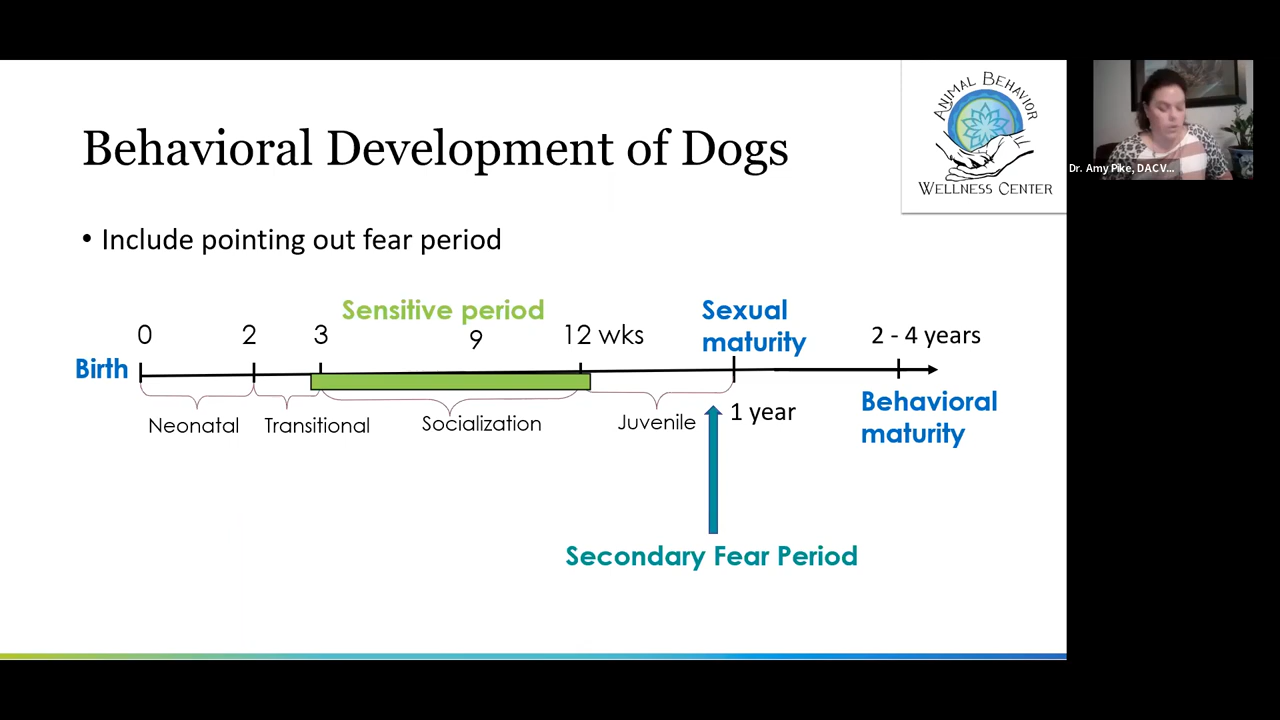 ANIMAL BEHAVIOR
WELLNESS CENTER
Dr. Amy Pike, DACV...
Behavioral Development of Dogs
• Include pointing out fear period
Sensitive period
Sexual
maturity
0 2 3 9 12 wks 2 - 4 years
Birth
Neonatal Transitional Socialization Juvenile 1 year
Behavioral
maturity
Secondary Fear Period